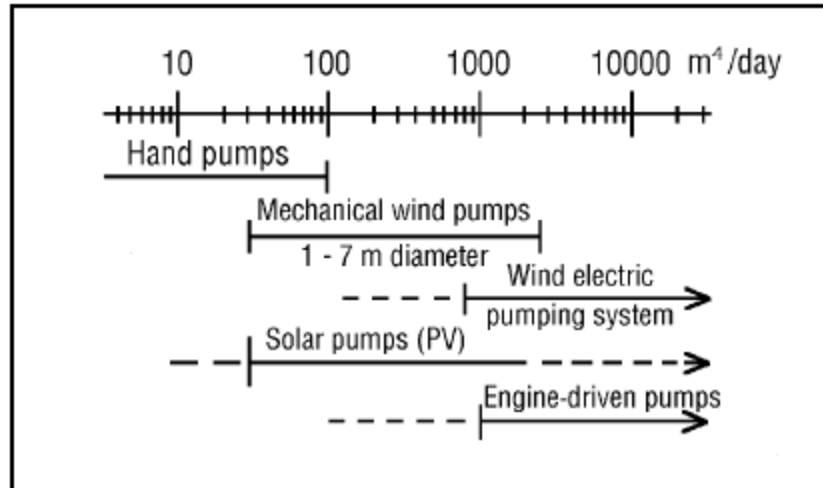 10 100 1000 10000 m⁴/day
Hand pumps
Mechanical wind pumps
1 - 7 m diameter
Wind electric
pumping system
Solar pumps (PV)
Engine-driven pumps